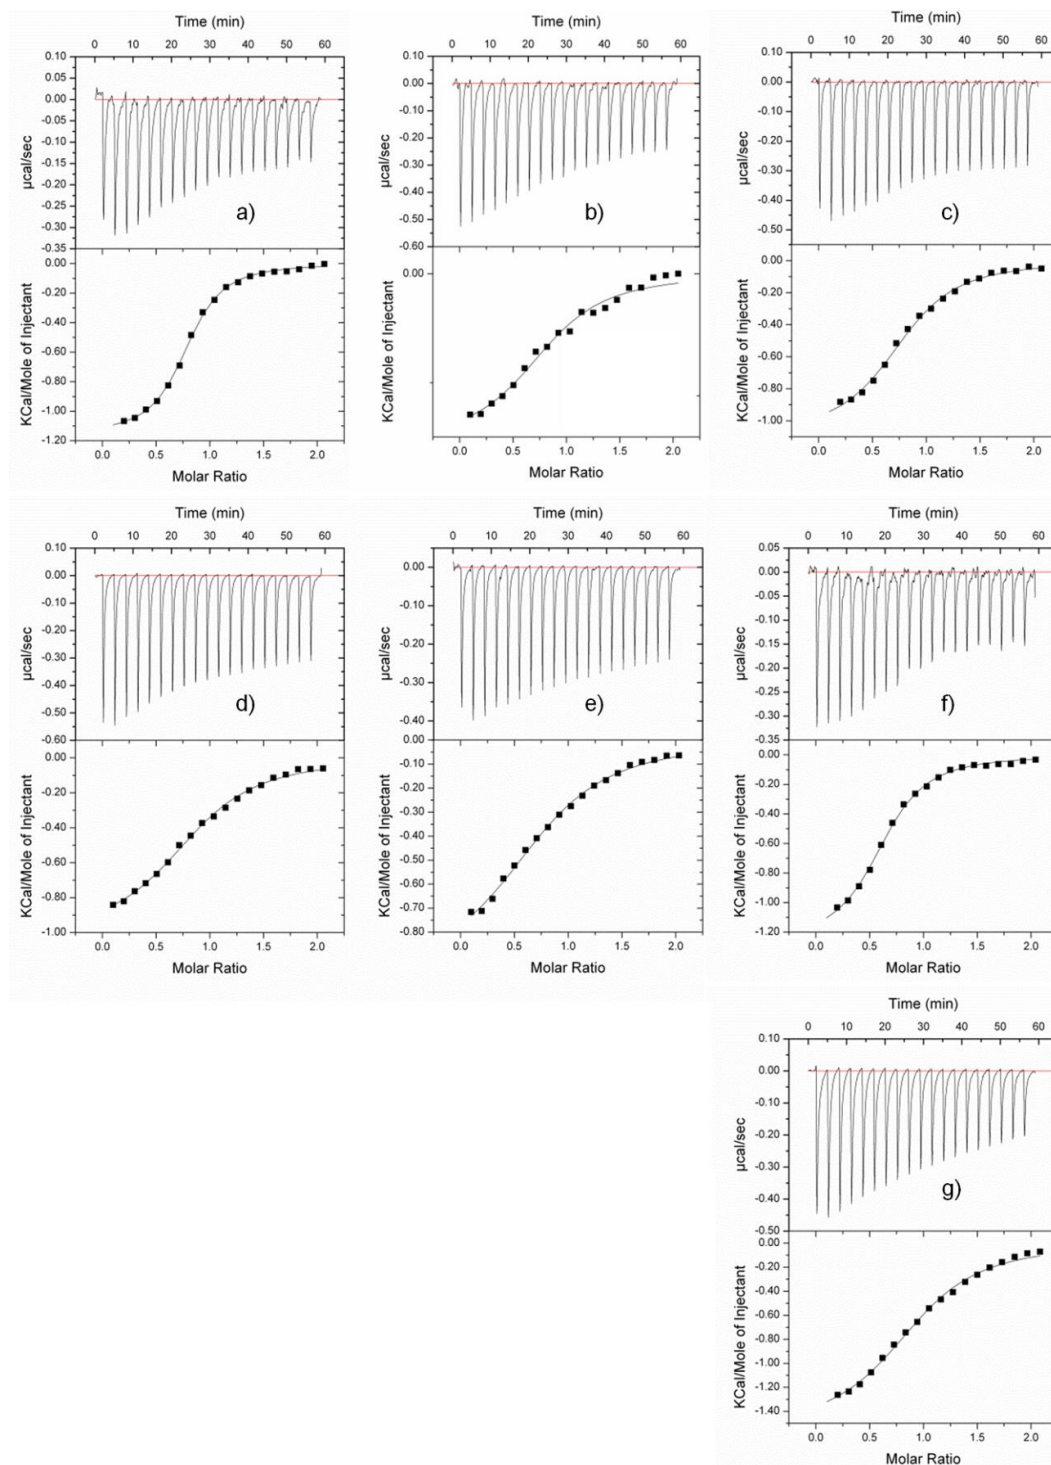 Time (min)
0 10 20 30 40 50 60
0.10
0.05
0.00
-0.05
-0.10
-0.15
-0.20
-0.25
-0.30
-0.35
µcal/sec
a)
0.00
-0.20
-0.40
-0.60
-0.80
-1.00
-1.20
KCal/Mole of Injectant
0.0 0.5 1.0 1.5 2.0
Molar Ratio
Time (min)
0 10 20 30 40 50 60
0.10
0.00
-0.10
-0.20
-0.30
-0.40
-0.50
-0.60
µcal/sec
b)
0.00
KCal/Mole of Injectant
0.0 0.5 1.0 1.5 2.0
Molar Ratio
Time (min)
0 10 20 30 40 50 60
0.10
0.00
-0.10
-0.20
-0.30
-0.40
-0.50
µcal/sec
c)
0.00
-0.20
-0.40
-0.60
-0.80
-1.00
KCal/Mole of Injectant
0.0 0.5 1.0 1.5 2.0
Molar Ratio
Time (min)
0 10 20 30 40 50 60
0.10
0.00
-0.10
-0.20
-0.30
-0.40
-0.50
-0.60
µcal/sec
d)
0.00
-0.20
-0.40
-0.60
-0.80
-1.00
KCal/Mole of Injectant
0.0 0.5 1.0 1.5 2.0
Molar Ratio
Time (min)
0 10 20 30 40 50 60
0.00
-0.10
-0.20
-0.30
-0.40
0.00
µcal/sec
e)
-0.10
-0.20
-0.30
-0.40
-0.50
-0.60
-0.70
-0.80
KCal/Mole of Injectant
0.0 0.5 1.0 1.5 2.0
Molar Ratio
Time (min)
0 10 20 30 40 50 60
0.05
0.00
-0.05
-0.10
-0.15
-0.20
-0.25
-0.30
-0.35
µcal/sec
f)
0.00
-0.20
-0.40
-0.60
-0.80
-1.00
-1.20
KCal/Mole of Injectant
0.0 0.5 1.0 1.5 2.0
Molar Ratio
Time (min)
0 10 20 30 40 50 60
0.10
0.00
-0.10
-0.20
-0.30
-0.40
-0.50
µcal/sec
g)
0.00
-0.20
-0.40
-0.60
-0.80
-1.00
-1.20
-1.40
KCal/Mole of Injectant
0.0 0.5 1.0 1.5 2.0
Molar Ratio